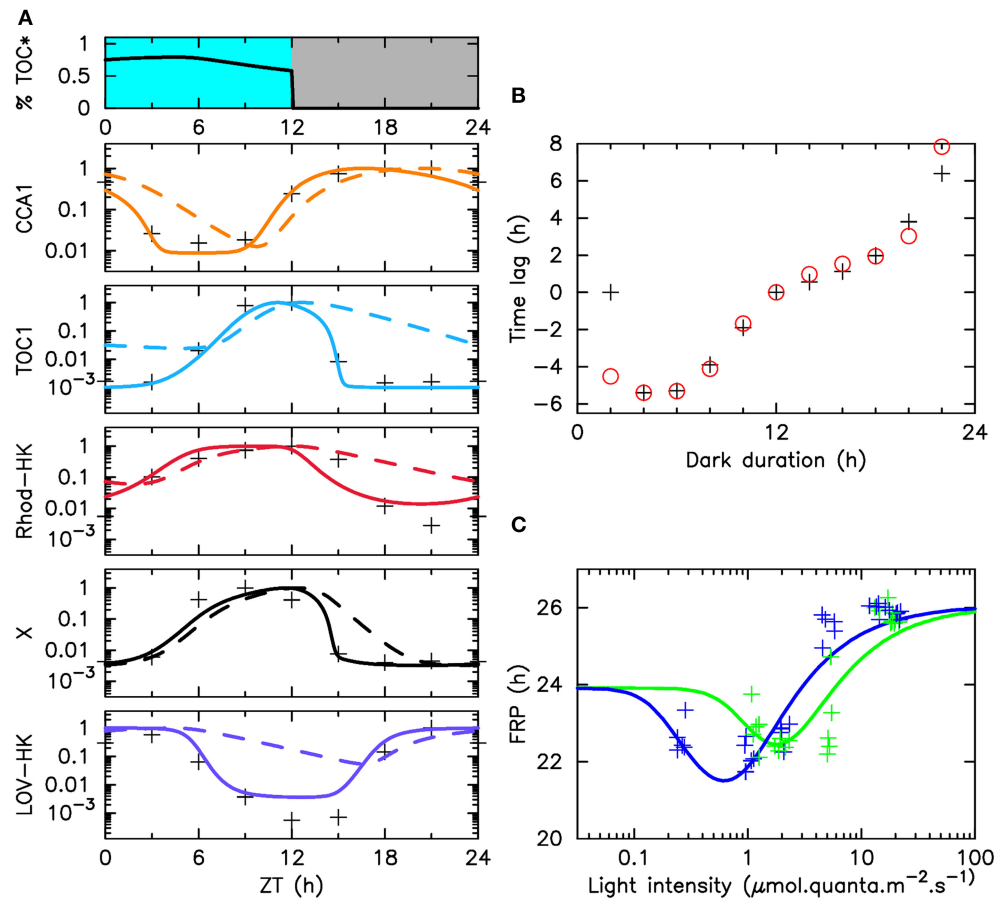 A
% TOC*
1
0.5
0
0 6 12 18 24
CCA1
1
0.1
0.01
TOC1
1
0.1
0.01
10⁻³
Rhod−HK
1
0.1
0.01
10⁻³
X
1
0.1
0.01
10⁻³
LOV−HK
1
0.1
0.01
10⁻³
0 6 12 18 24
ZT (h)
B
Time lag (h)
8
6
4
2
0
−2
−4
−6
0 12 24
Dark duration (h)
C
FRP (h)
26
24
22
20
0.1 1 10 100
Light intensity (μmol.quanta.m⁻².s⁻¹)